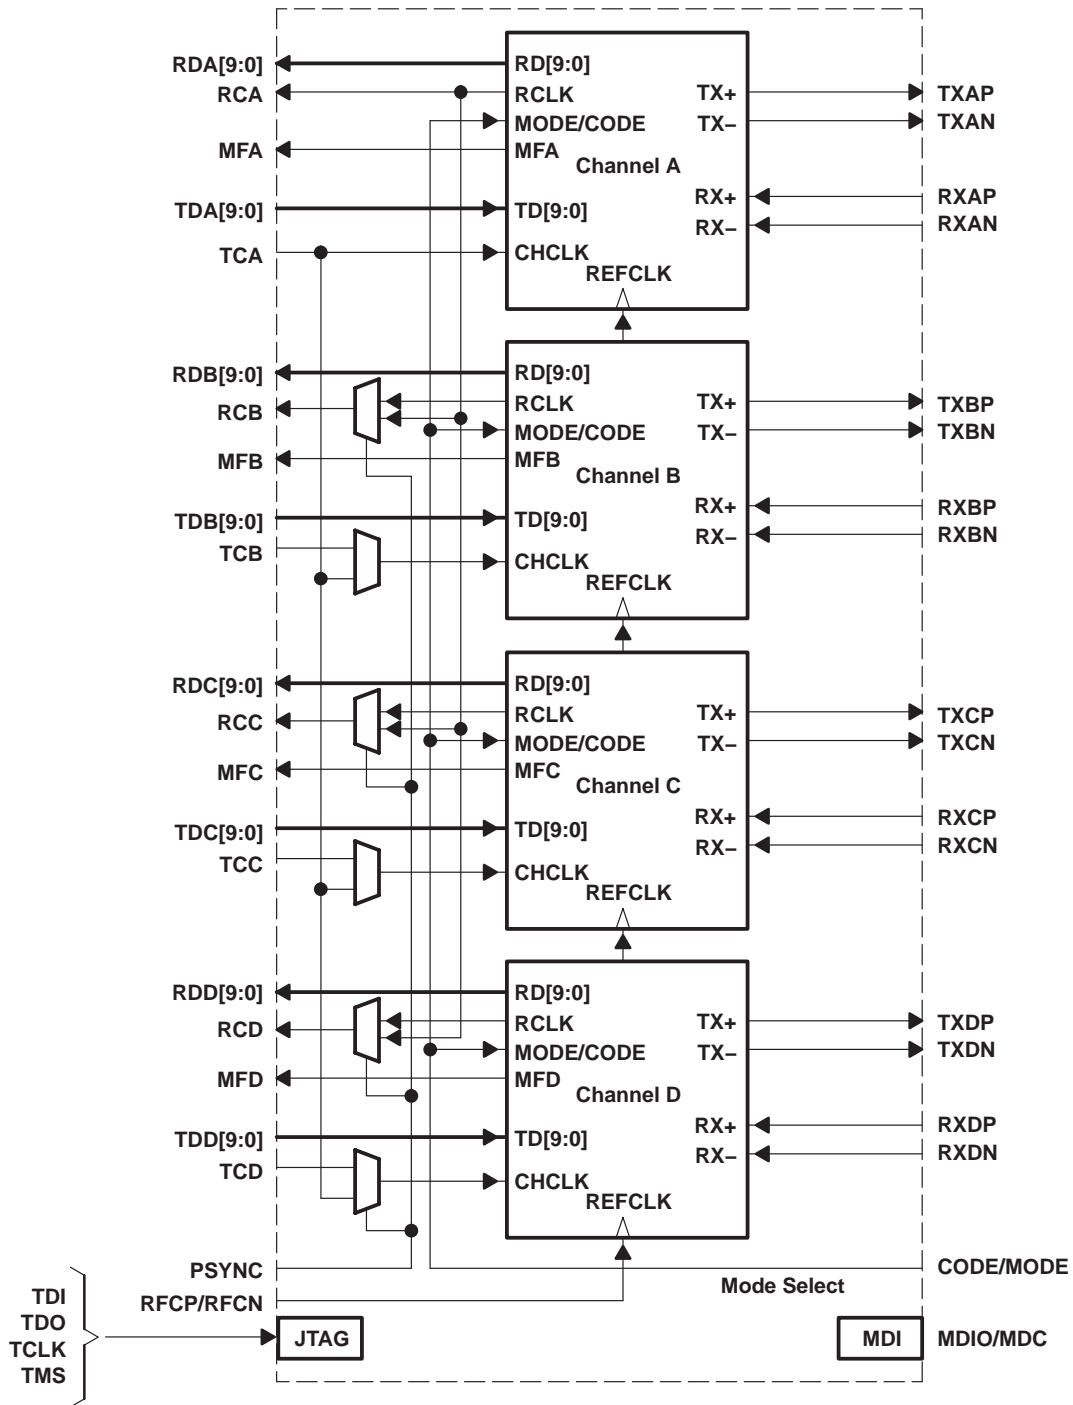 RDA[9:0]
RCA
MFA
TDA[9:0]
TCA
RD[9:0]
RCLK
MODE/CODE
MFA
Channel A
TD[9:0]
CHCLK
REFCLK
TX+
TX–
RX+
RX–
TXAP
TXAN
RXAP
RXAN
RDB[9:0]
RCB
MFB
TDB[9:0]
TCB
RD[9:0]
RCLK
MODE/CODE
MFB
Channel B
TD[9:0]
CHCLK
REFCLK
TX+
TX–
RX+
RX–
TXBP
TXBN
RXBP
RXBN
RDC[9:0]
RCC
MFC
TDC[9:0]
TCC
RD[9:0]
RCLK
MODE/CODE
MFC
Channel C
TD[9:0]
CHCLK
REFCLK
TX+
TX–
RX+
RX–
TXCP
TXCN
RXCP
RXCN
RDD[9:0]
RCD
MFD
TDD[9:0]
TCD
RD[9:0]
RCLK
MODE/CODE
MFD
Channel D
TD[9:0]
CHCLK
REFCLK
TX+
TX–
RX+
RX–
TXDP
TXDN
RXDP
RXDN
PSYNC
RFCP/RFCN
CODE/MODE
Mode Select
TDI
TDO
TCLK
TMS
JTAG
MDI
MDIO/MDC